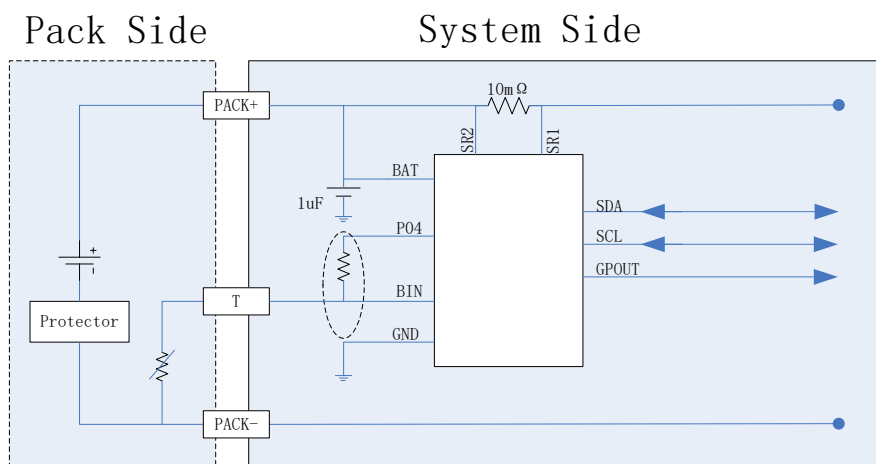 Pack Side
System Side
PACK+
10mΩ
SR2
SR1
BAT
1uF
SDA
PO4
SCL
GPOUT
+
-
T
BIN
Protector
GND
PACK-